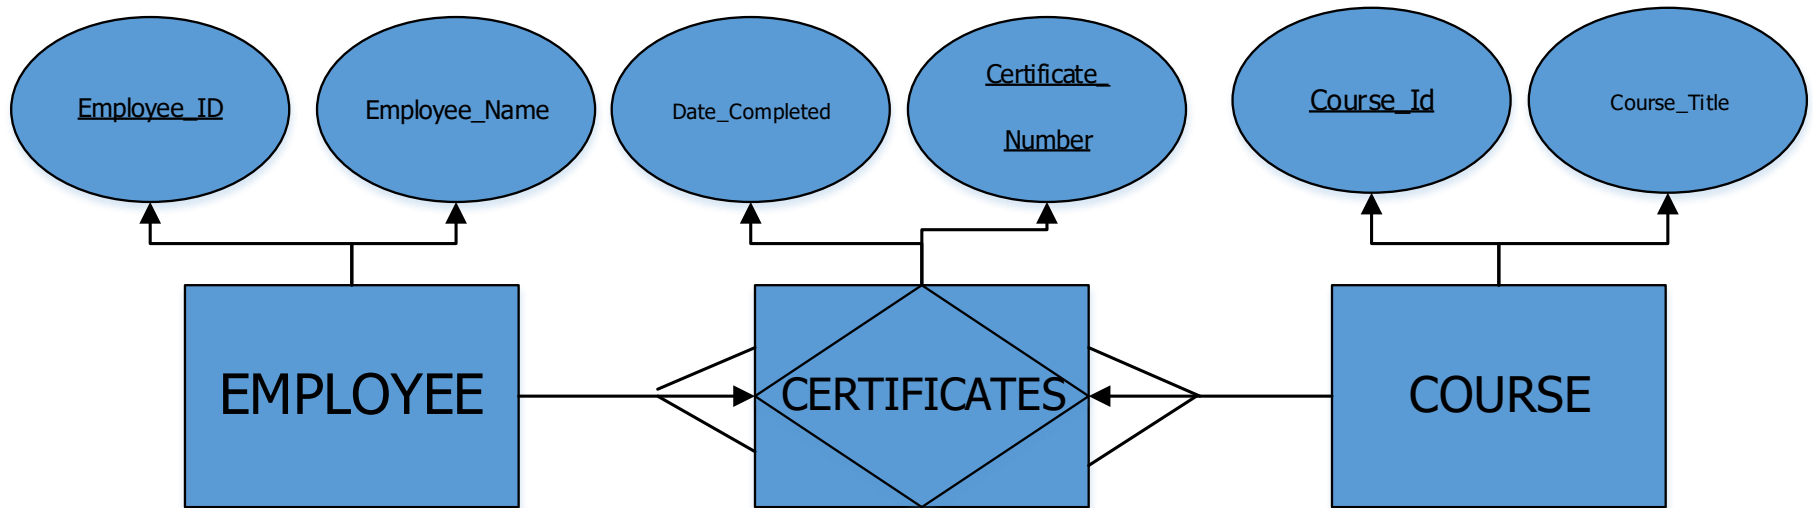 Employee_ID
Employee_Name
Date_Completed
Certificate_
Number
Course_Id
Course_Title
EMPLOYEE
CERTIFICATES
COURSE